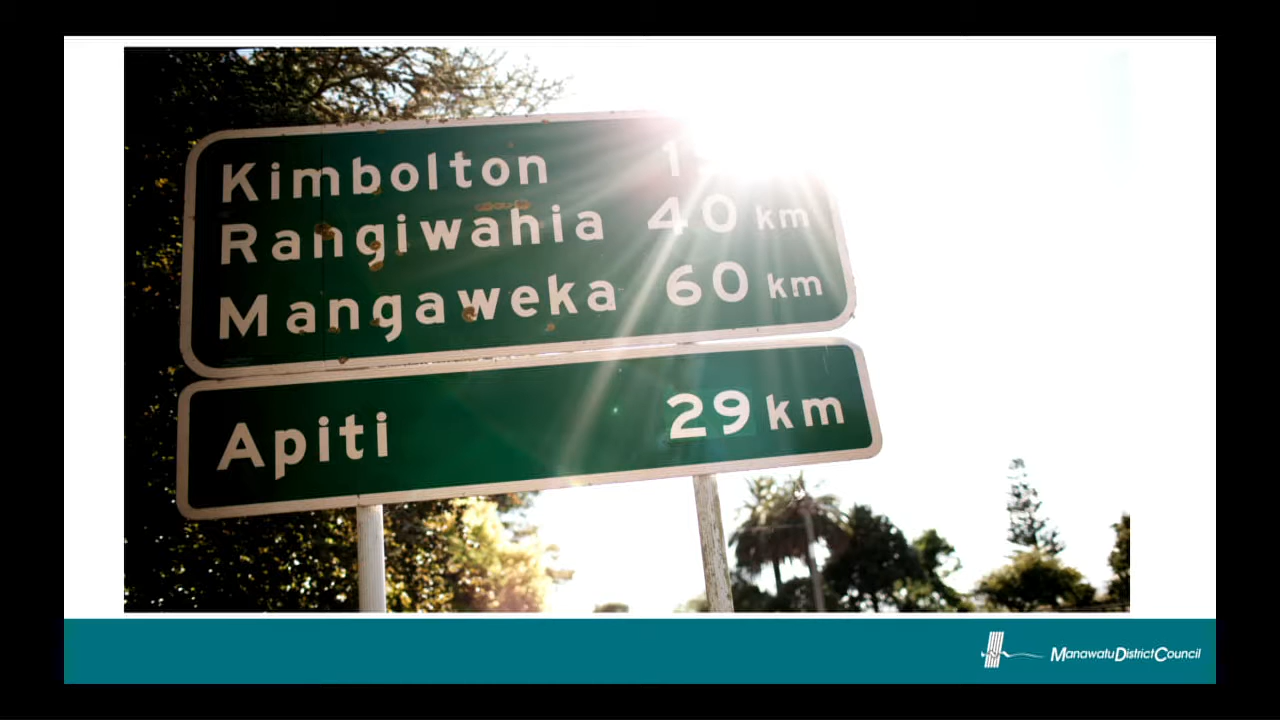 Kimbolton
Rangiwahia 40 km
Mangaweka 60 km
Apiti 29 km
Manawatu District Council